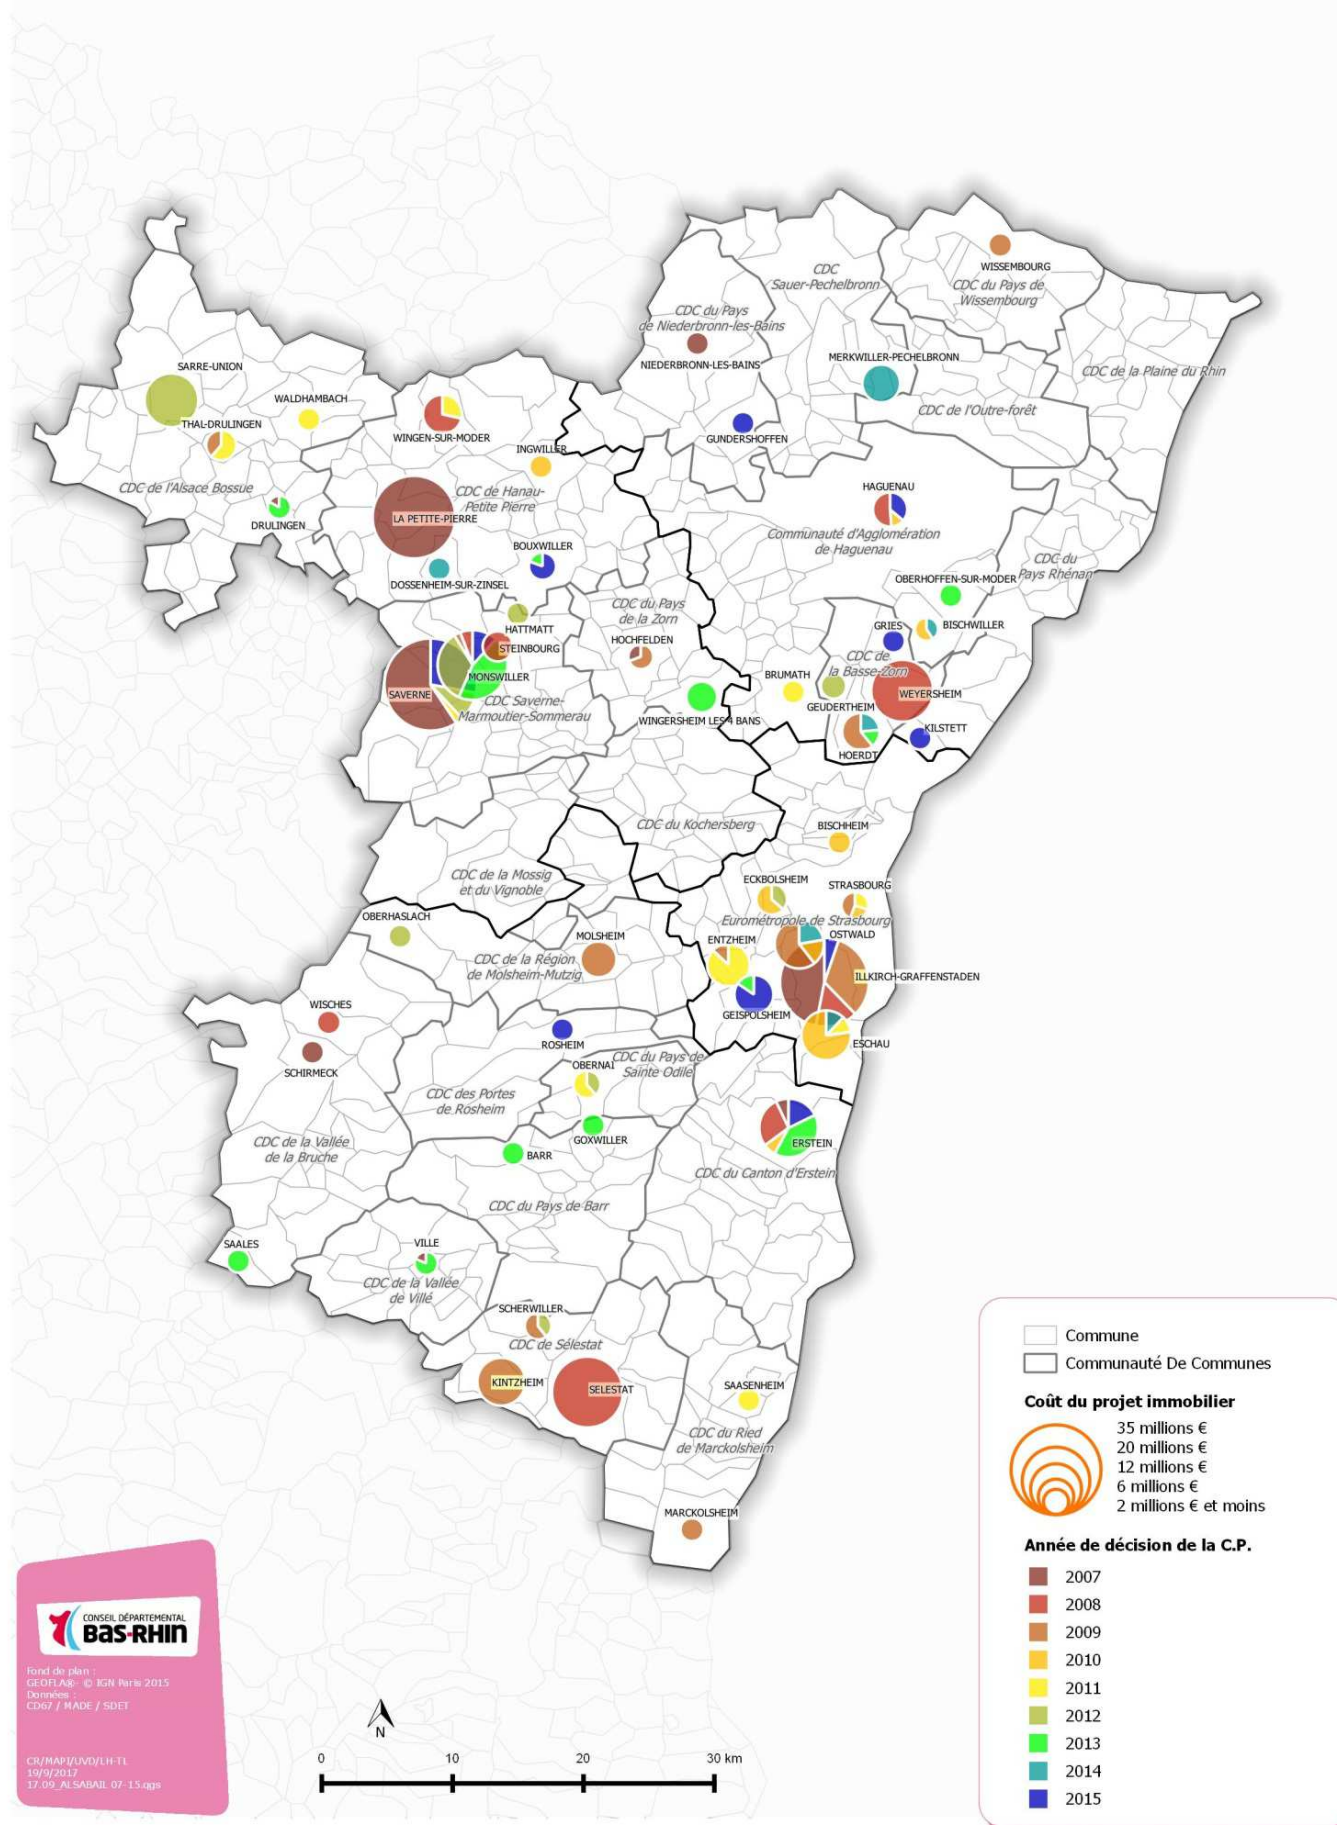 WISSEMBOURG
CDC
Sauer-Pechelbronn
CDC du Pays de
Wissembourg
CDC du Pays
de Niederbronn-les-Bains
NIEDERBRONN-LES-BAINS
MERKWILLER-PECHELBRONN
CDC de la Plaine du Rhin
SARRE-UNION
WALDHAMBACH
THAL-DRULINGEN
WINGEN-SUR-MODER
CDC de l'Outre-forêt
GUNDERSHOFFEN
INGWILLER
CDC de l'Alsace Bossue
CDC de Hanau-
Petite Pierre
HAGUENAU
LA PETITE-PIERRE
DRULINGEN
Communauté d'Agglomération
de Haguenau
BOUXWILLER
CDC du
Pays Rhénan
DOSSENHEIM-SUR-ZINSEL
OBERHOFFEN-SUR-MODER
CDC du Pays
de la Zorn
HATTMATT
GRIES
BISCHWILLER
HOCHFELDEN
STEINBOURG
CDC de
la Basse-Zorn
MONSWILLER
BRUMATH
SAVERNE
WEYERSHEIM
CDC Saverne-
Marmoutier-Sommerau
GEUDERTHEIM
WINGERSHEIM LES 4 BANS
KILSTETT
HOERDT
CDC du Kochersberg
BISCHHEIM
CDC de la Mossig
et du Vignoble
ECKBOLSHEIM
STRASBOURG
OBERHASLACH
Eurométropole de Strasbourg
MOLSHEIM
ENTZHEIM
OSTWALD
CDC de la Région
de Molsheim-Mutzig
ILLKIRCH-GRAFFENSTADEN
WISCHES
GEISPOLSHEIM
ROSHEIM
ESCHAU
SCHIRMECK
OBERNAI
CDC du Pays de
Sainte Odile
CDC des Portes
de Rosheim
GOXWILLER
ERSTEIN
CDC de la Vallée
de la Bruche
BARR
CDC du Canton d'Erstein
CDC du Pays de Barr
SAALES
VILLE
CDC de la Vallée
de Villé
SCHERWILLER
CDC de Sélestat
KINTZHEIM
SELESTAT
SAASENHEIM
CDC du Ried
de Marckolsheim
MARCKOLSHEIM
Commune
Communauté De Communes
Coût du projet immobilier
35 millions €
20 millions €
12 millions €
6 millions €
2 millions € et moins
Année de décision de la C.P.
2007
2008
2009
2010
2011
2012
2013
2014
2015
CONSEIL DÉPARTEMENTAL
BAS-RHIN
Fond de plan :
GEOFLA®- © IGN Paris 2015
Données :
CD67 / MADE / SDET
CR/MAPI/UVD/LH-TL
19/9/2017
17.09_ALSABAIL 07-15.qgs
N
0 10 20 30 km